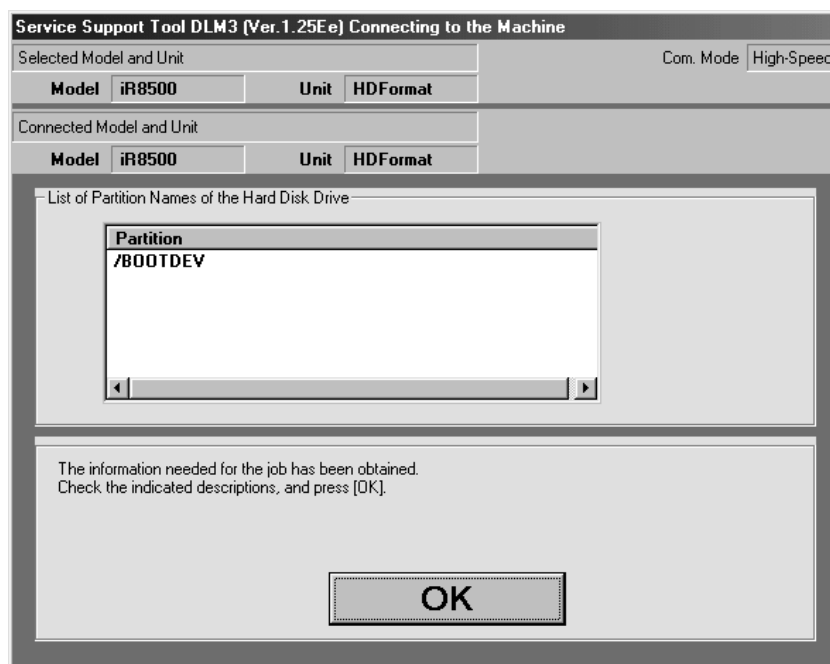 Service Support Tool DLM3 (Ver.1.25Ee) Connecting to the Machine
Selected Model and Unit Com. Mode High-Speed
Model iR8500 Unit HDFormat
Connected Model and Unit
Model iR8500 Unit HDFormat
List of Partition Names of the Hard Disk Drive
Partition
/BOOTDEV
The information needed for the job has been obtained.
Check the indicated descriptions, and press [OK].
OK